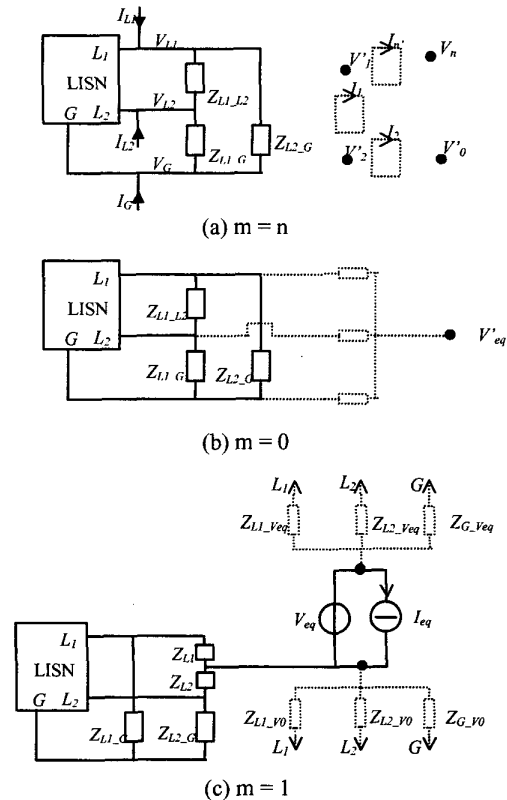 I_L1
L_1 V_L1
LISN Z_L1_L2
G L_2 V_L2
I_L2
V_G Z_L1_G Z_L2_G
I_G
I_n' V_n
V'_1
I_1
I_2
V'_2 V'_0
(a) m = n
L_1
LISN Z_L1_L2
G L_2
Z_L1_G Z_L2_G
V'_eq
(b) m = 0
L_1 L_2 G
Z_L1_Veq Z_L2_Veq Z_G_Veq
V_eq I_eq
L_1 Z_L1
LISN Z_L2
G L_2
Z_L1_G Z_L2_G
Z_L1_V0 Z_L2_V0 Z_G_V0
L_1 L_2 G
(c) m = 1